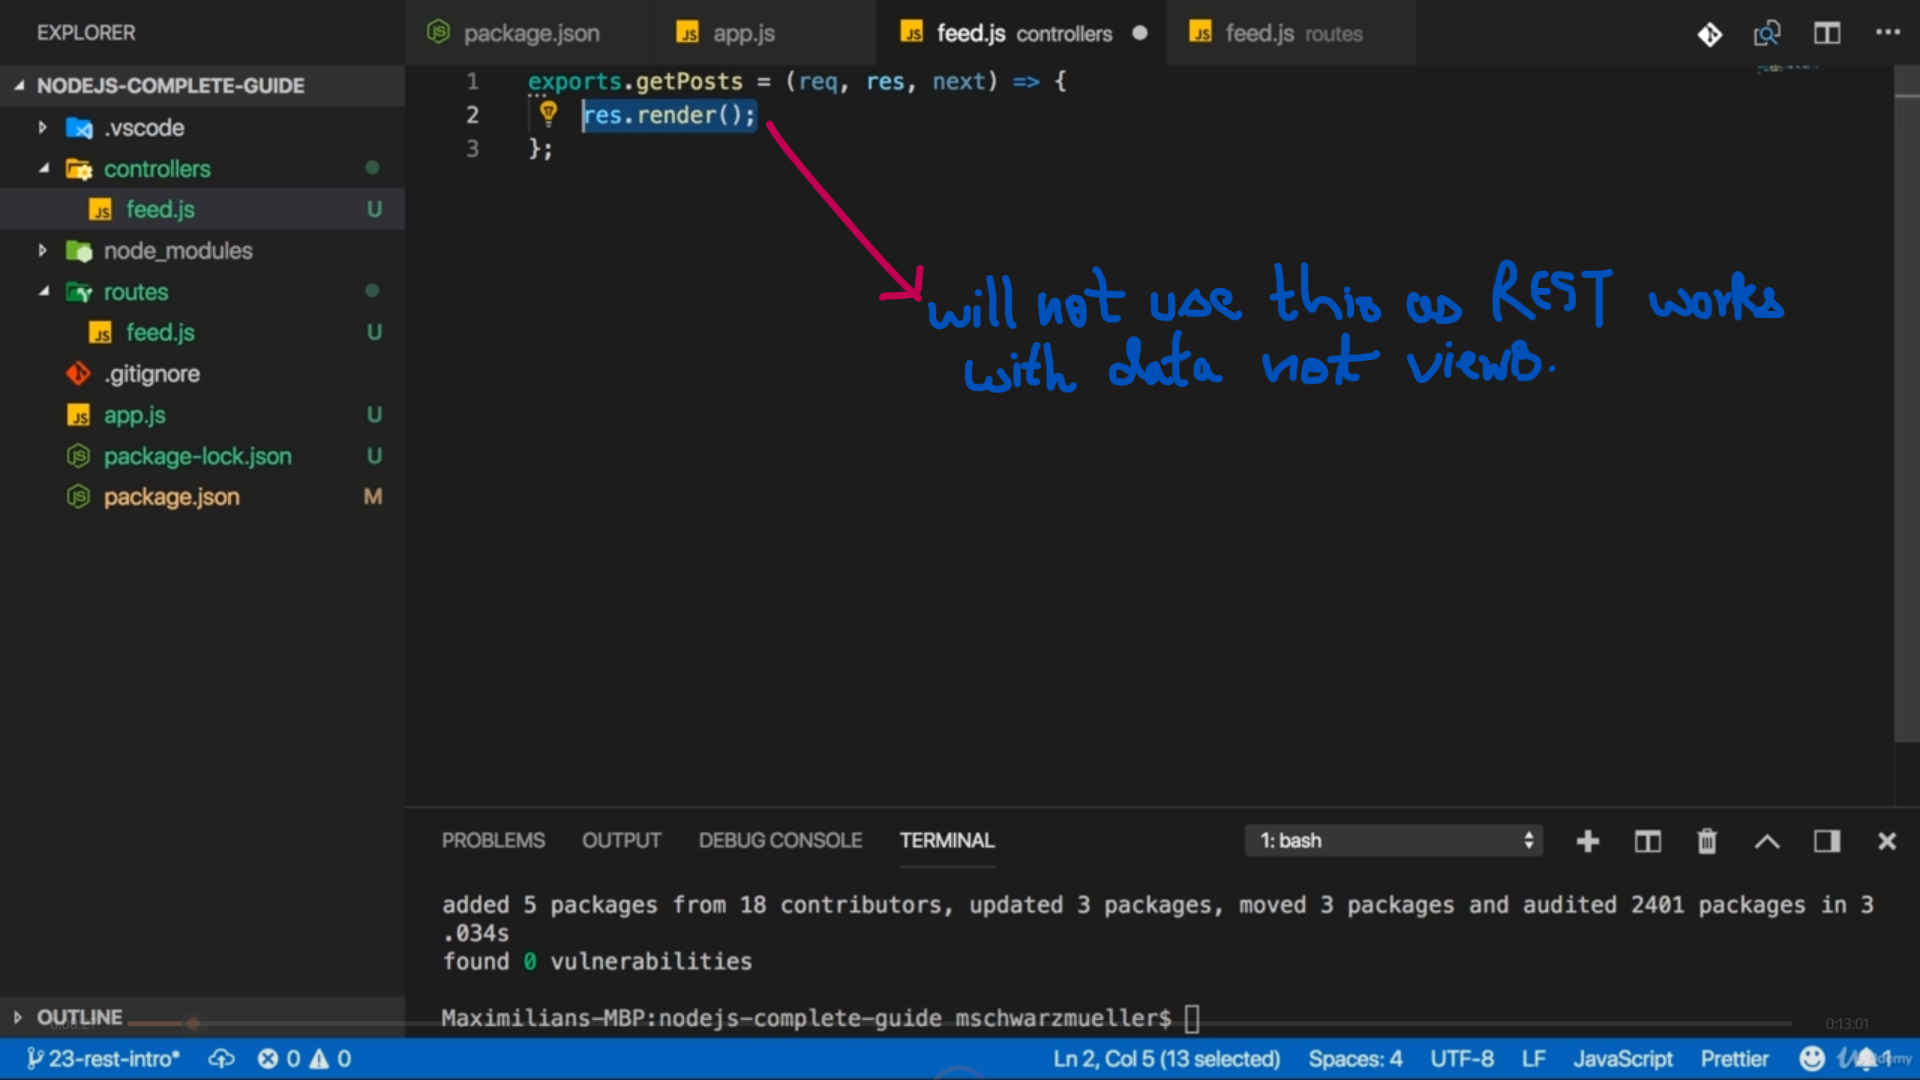 EXPLORER
package.json
app.js
feed.js controllers
feed.js routes
NODEJS-COMPLETE-GUIDE
.vscode
controllers
feed.js U
node_modules
routes
feed.js U
.gitignore
app.js U
package-lock.json U
package.json M
1 exports.getPosts = (req, res, next) => {
2 res.render();
3 };
will not use this as REST works
with data not views.
PROBLEMS OUTPUT DEBUG CONSOLE TERMINAL 1: bash
added 5 packages from 18 contributors, updated 3 packages, moved 3 packages and audited 2401 packages in 3
.034s
found 0 vulnerabilities
Maximilians-MBP:nodejs-complete-guide mschwarzmueller$
OUTLINE
0:13:01
23-rest-intro* 0 0 Ln 2, Col 5 (13 selected) Spaces: 4 UTF-8 LF JavaScript Prettier 1